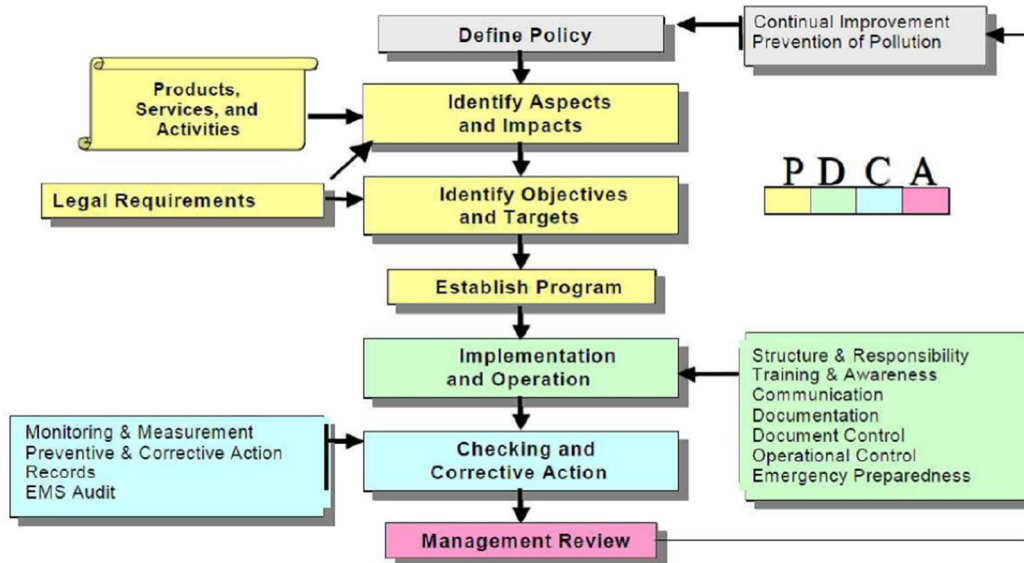 Define Policy
Continual Improvement
Prevention of Pollution
Products,
Services, and
Activities
Identify Aspects
and Impacts
P D C A
Legal Requirements
Identify Objectives
and Targets
Establish Program
Implementation
and Operation
Structure & Responsibility
Training & Awareness
Communication
Documentation
Document Control
Operational Control
Emergency Preparedness
Monitoring & Measurement
Preventive & Corrective Action
Records
EMS Audit
Checking and
Corrective Action
Management Review